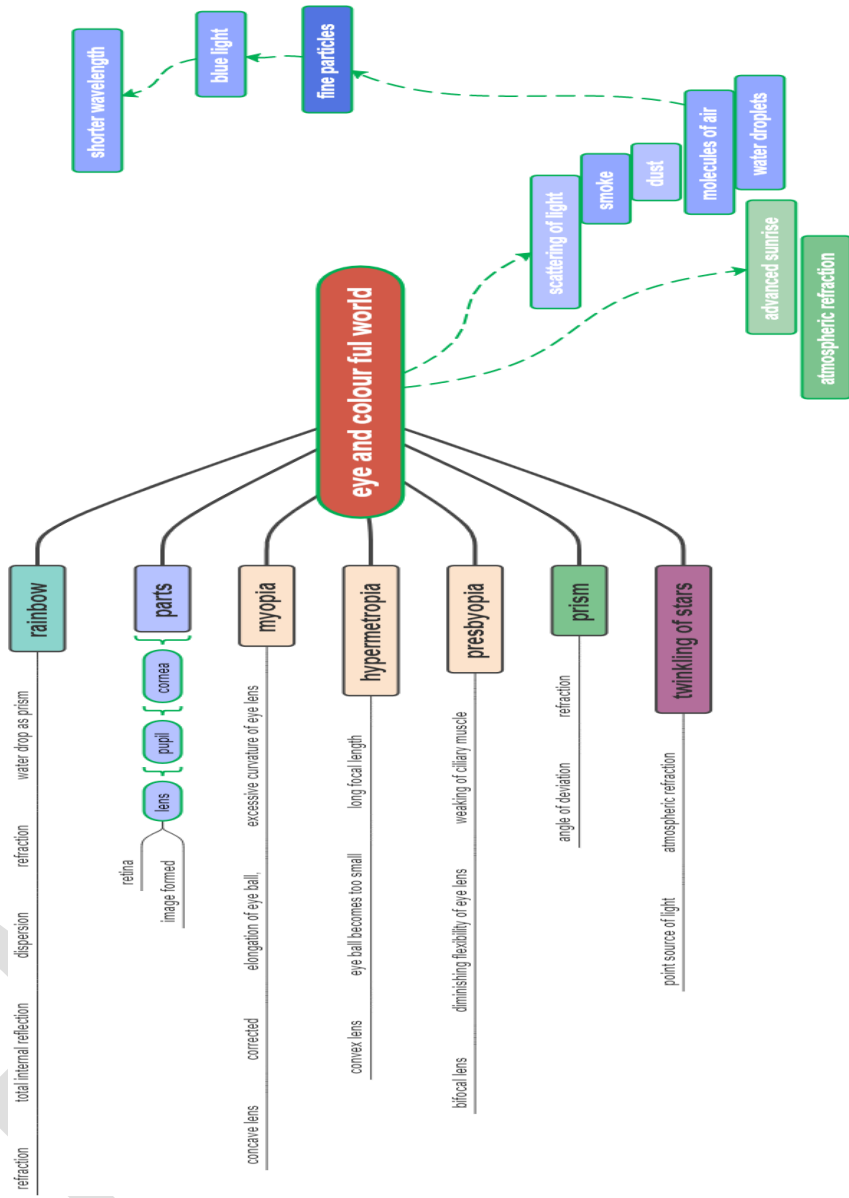 eye and colour ful world
rainbow
water drop as prism
refraction
dispersion
total internal reflection
refraction
parts
cornea
pupil
lens
retina
image formed
myopia
excessive curvature of eye lens
elongation of eye ball,
corrected
concave lens
hypermetropia
long focal length
eye ball becomes too small
convex lens
presbyopia
weaking of ciliary muscle
diminishing flexibility of eye lens
bifocal lens
prism
refraction
angle of deviation
twinkling of stars
atmospheric refraction
point source of light
scattering of light
smoke
dust
molecules of air
water droplets
fine particles
blue light
shorter wavelength
advanced sunrise
atmospheric refraction